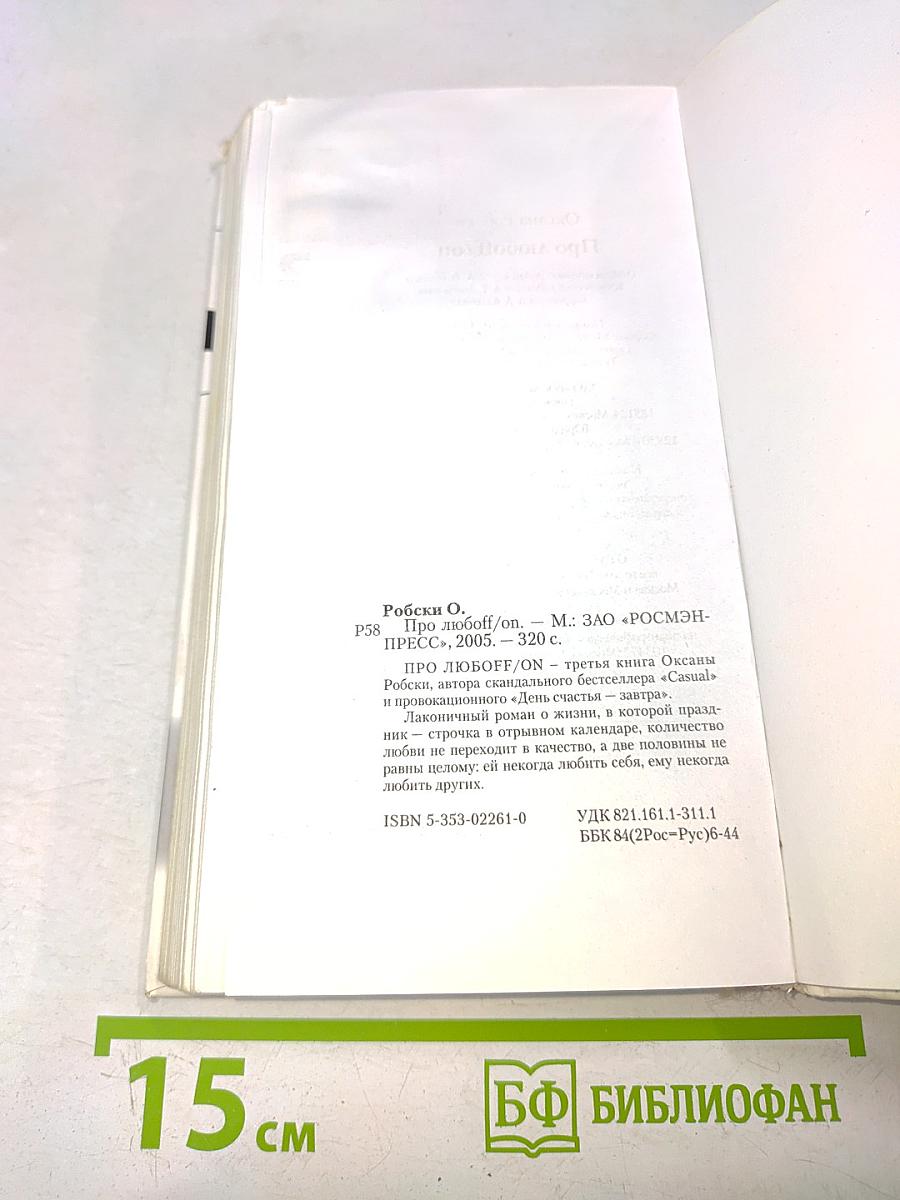 Робски О.
Р58 Про любоff/on. — М.: ЗАО «РОСМЭН-
ПРЕСС», 2005. — 320 с.
ПРО ЛЮБОFF/ON – третья книга Оксаны
Робски, автора скандального бестселлера «Casual»
и провокационного «День счастья — завтра».
Лаконичный роман о жизни, в которой празд-
ник — строчка в отрывном календаре, количество
любви не переходит в качество, а две половины не
равны целому: ей некогда любить себя, ему некогда
любить других.
ISBN 5-353-02261-0 УДК 821.161.1-311.1
ББК 84(2Рос=Рус)6-44
15 см БФ БИБЛИОФАН